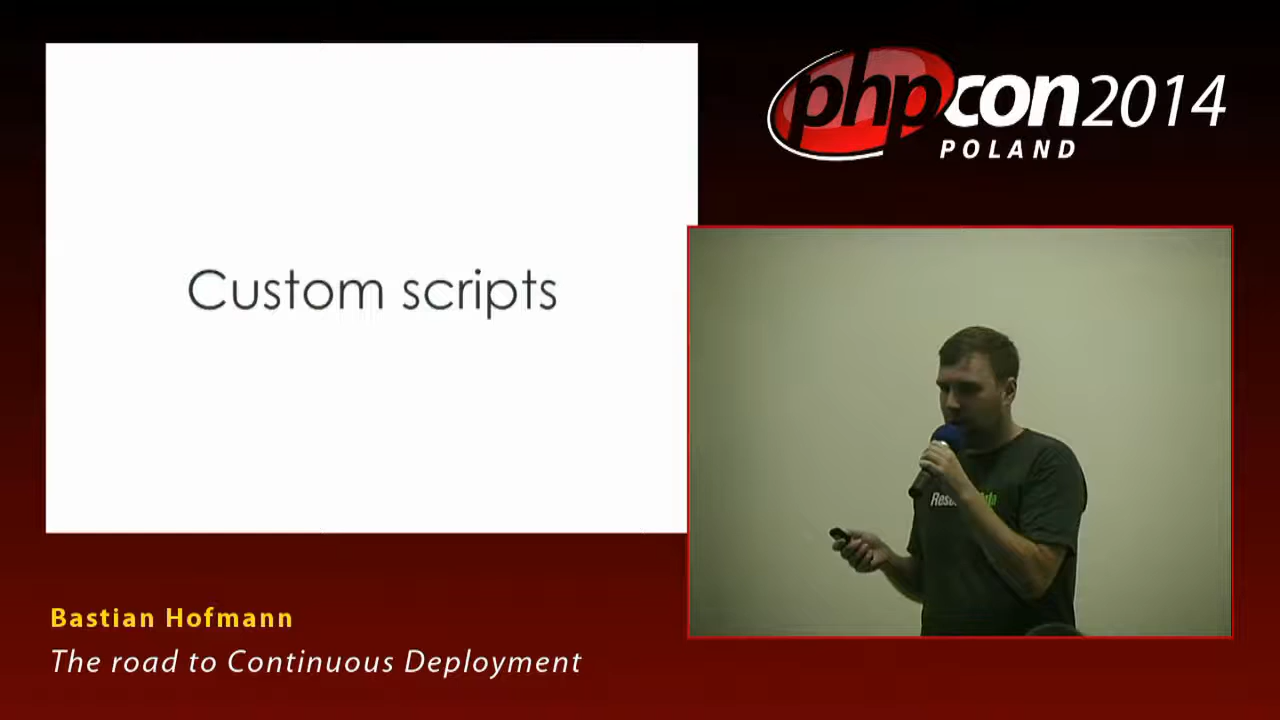 phpcon2014
POLAND
Custom scripts
Bastian Hofmann
The road to Continuous Deployment